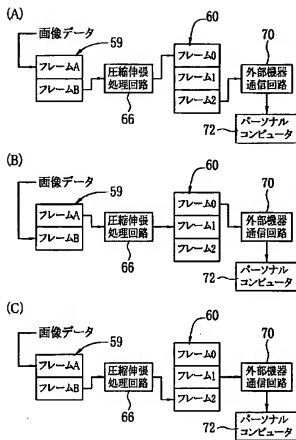 (A)
画像データ
59
フレームA
フレームB
圧縮伸張
処理回路
66
60
フレーム0
フレーム1
フレーム2
70
外部機器
通信回路
72
パーソナル
コンピュータ
(B)
画像データ
59
フレームA
フレームB
圧縮伸張
処理回路
66
60
フレーム0
フレーム1
フレーム2
70
外部機器
通信回路
72
パーソナル
コンピュータ
(C)
画像データ
59
フレームA
フレームB
圧縮伸張
処理回路
66
60
フレーム0
フレーム1
フレーム2
70
外部機器
通信回路
72
パーソナル
コンピュータ